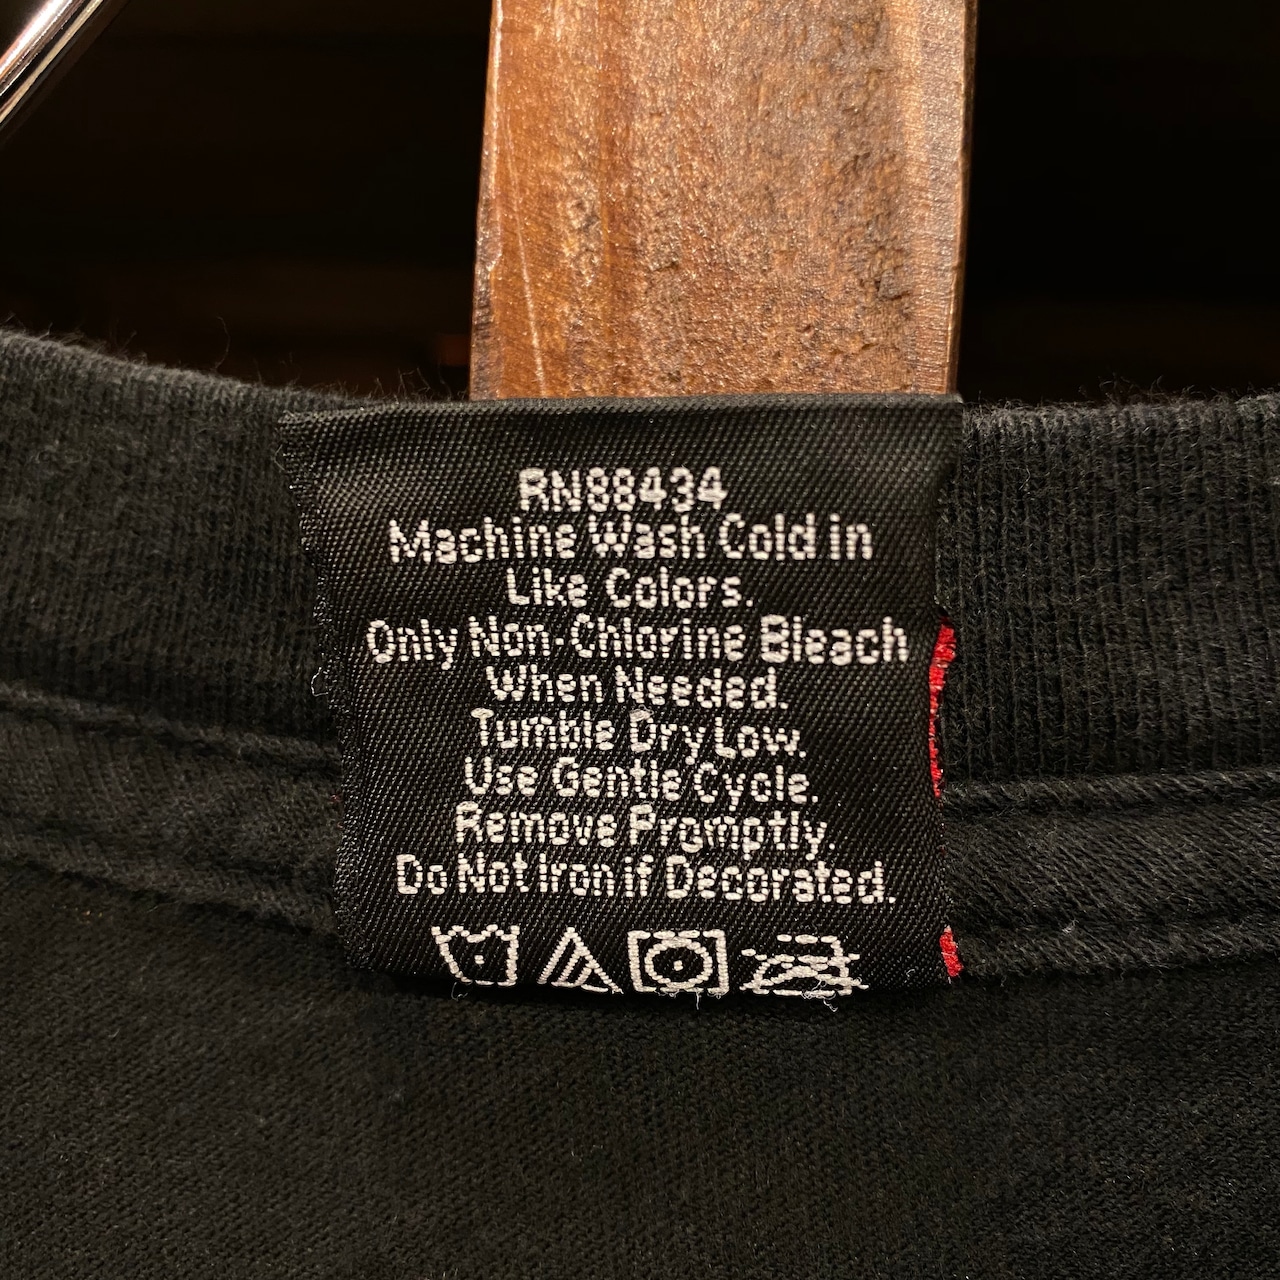 RN88434
Machine Wash Cold in
Like Colors.
Only Non-Chlorine Bleach
When Needed.
Tumble Dry Low.
Use Gentle Cycle.
Remove Promptly.
Do Not Iron if Decorated.